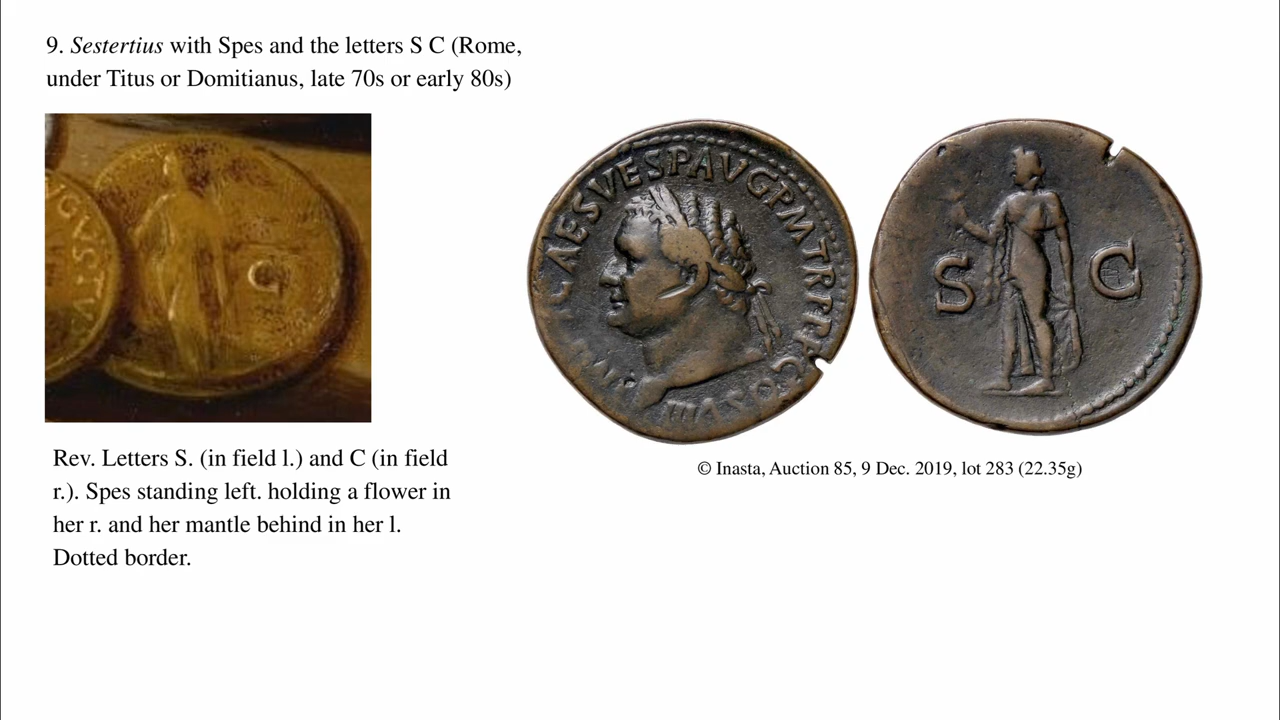 9. Sestertius with Spes and the letters S C (Rome,
under Titus or Domitianus, late 70s or early 80s)
VGVSTVS
C
CAESVESPAVGPMTRPPPC
S C
© Inasta, Auction 85, 9 Dec. 2019, lot 283 (22.35g)
Rev. Letters S. (in field l.) and C (in field
r.). Spes standing left. holding a flower in
her r. and her mantle behind in her l.
Dotted border.